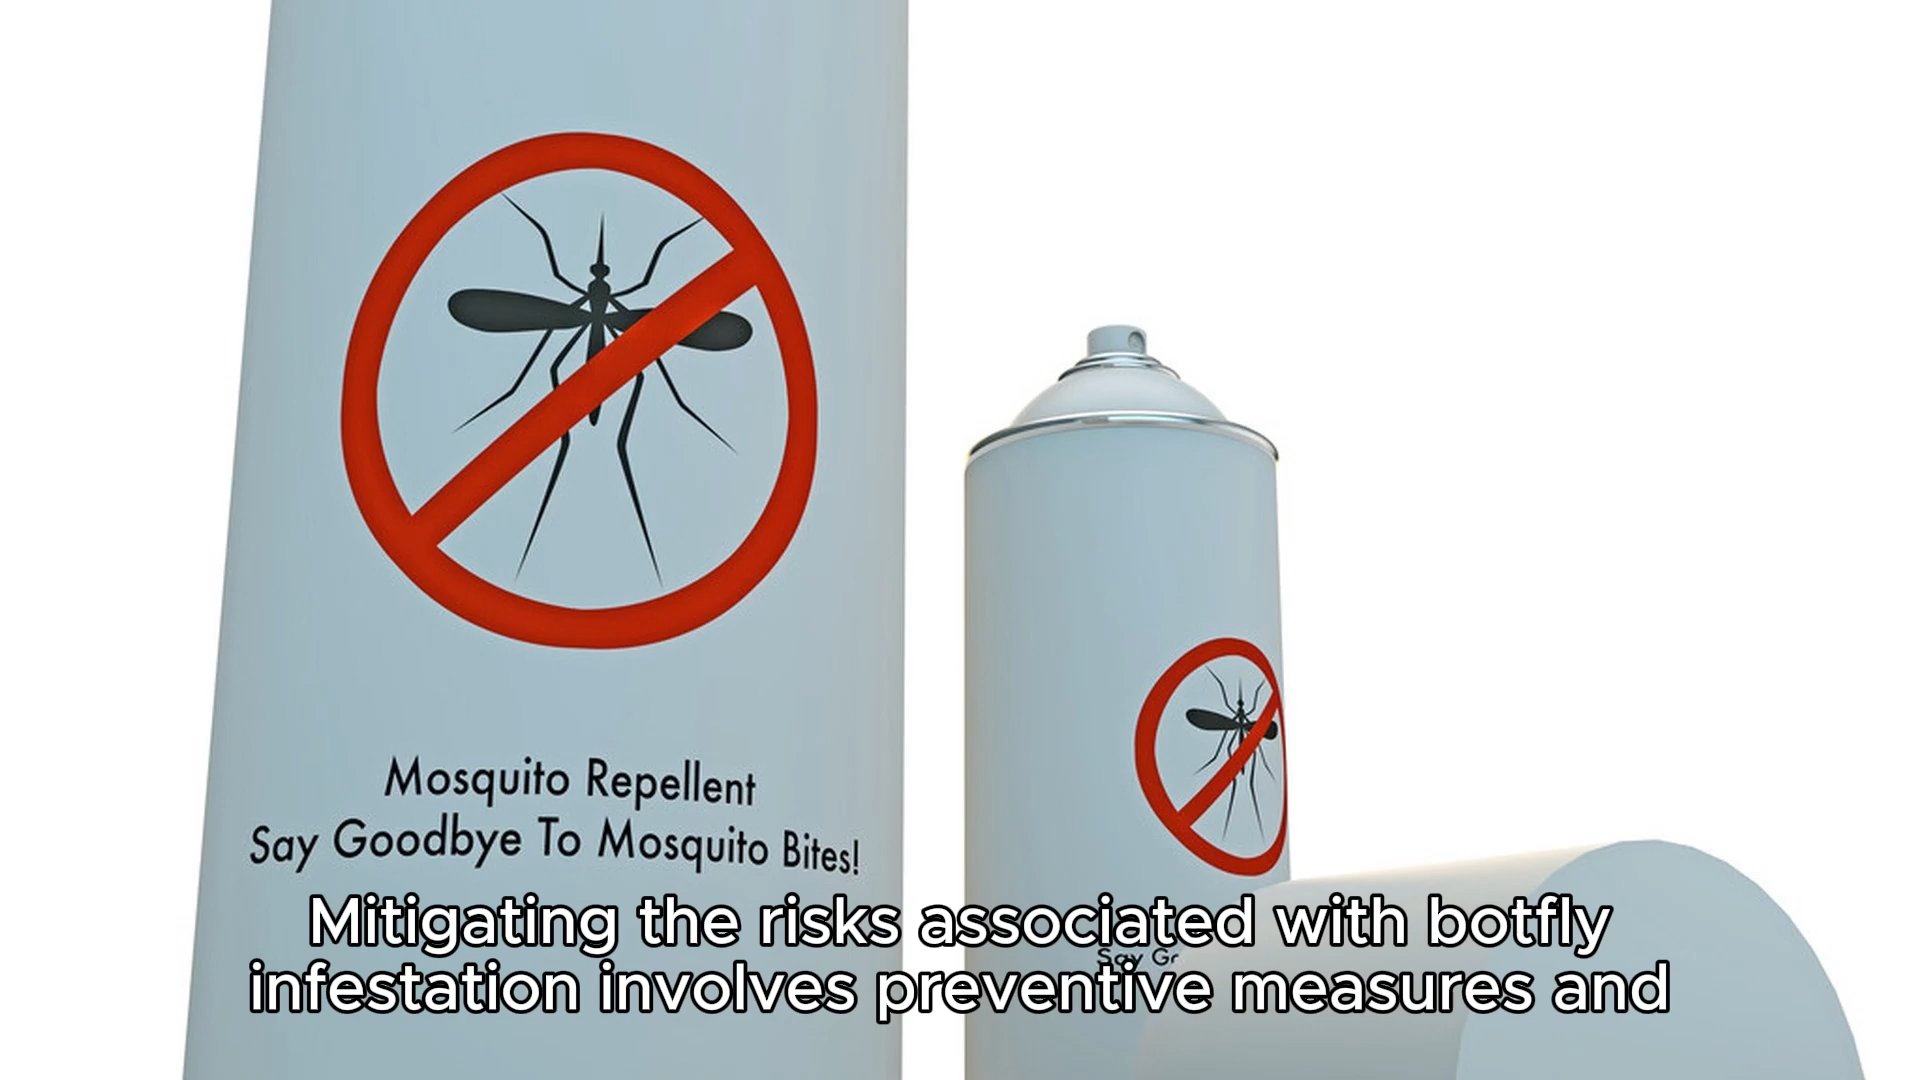 Mosquito Repellent
Say Goodbye To Mosquito Bites!
Mitigating the risks associated with botfly
infestation involves preventive measures and